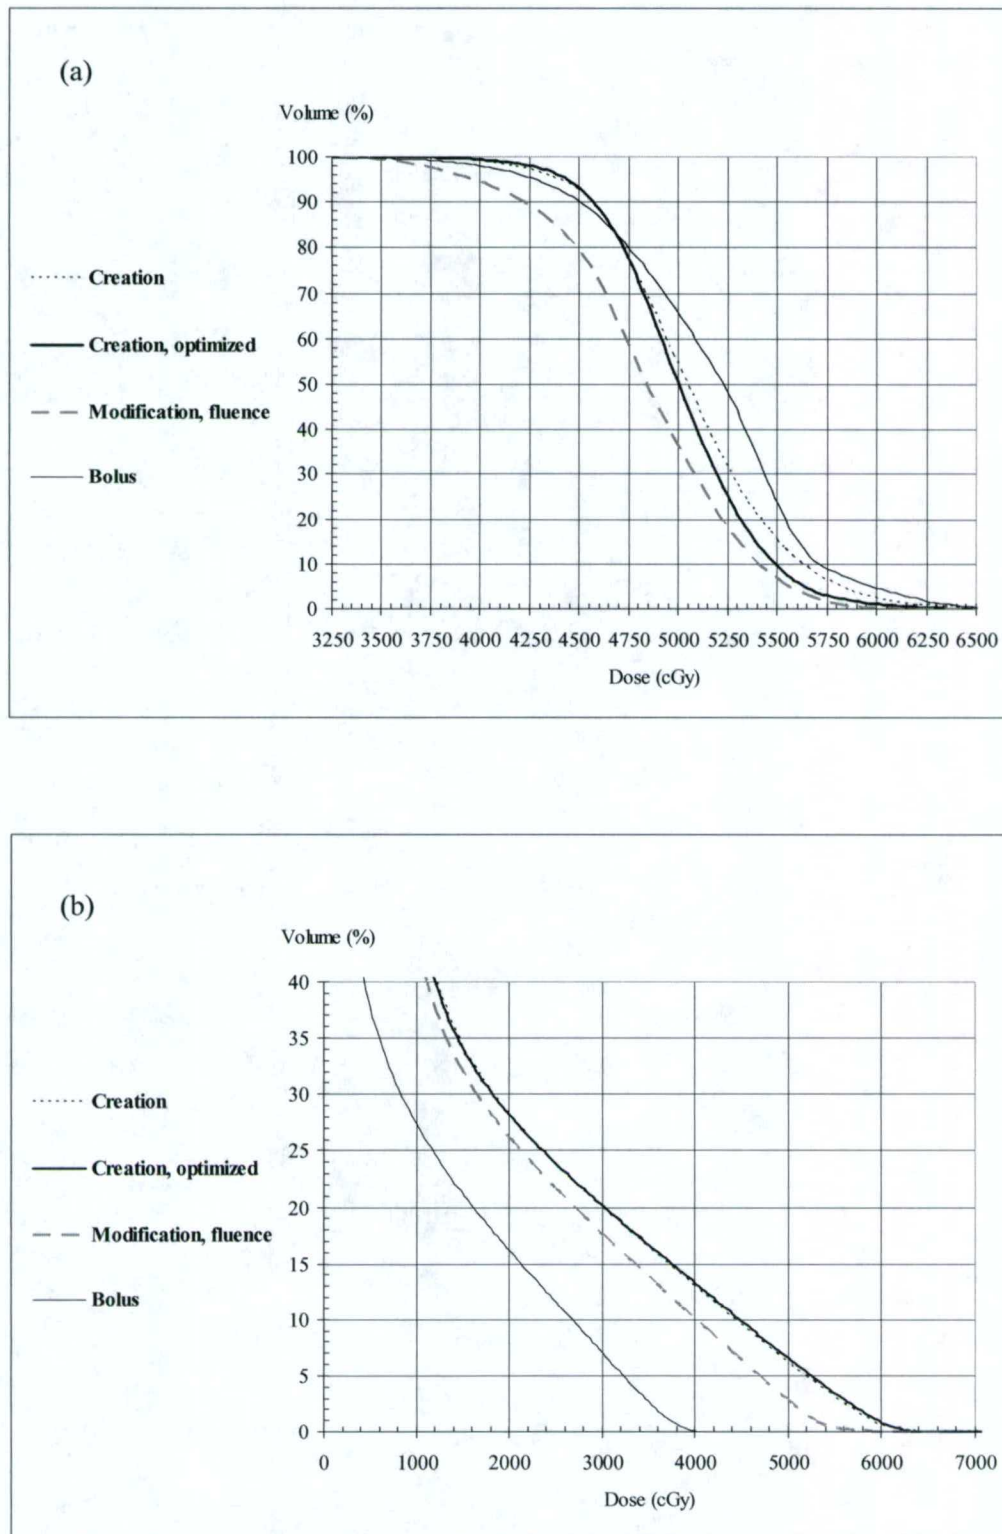 (a)
Volume (%)
100
90
80
70
60
50
40
30
20
10
0
Creation
Creation, optimized
Modification, fluence
Bolus
3250 3500 3750 4000 4250 4500 4750 5000 5250 5500 5750 6000 6250 6500
Dose (cGy)
(b)
Volume (%)
40
35
30
25
20
15
10
5
0
Creation
Creation, optimized
Modification, fluence
Bolus
0 1000 2000 3000 4000 5000 6000 7000
Dose (cGy)